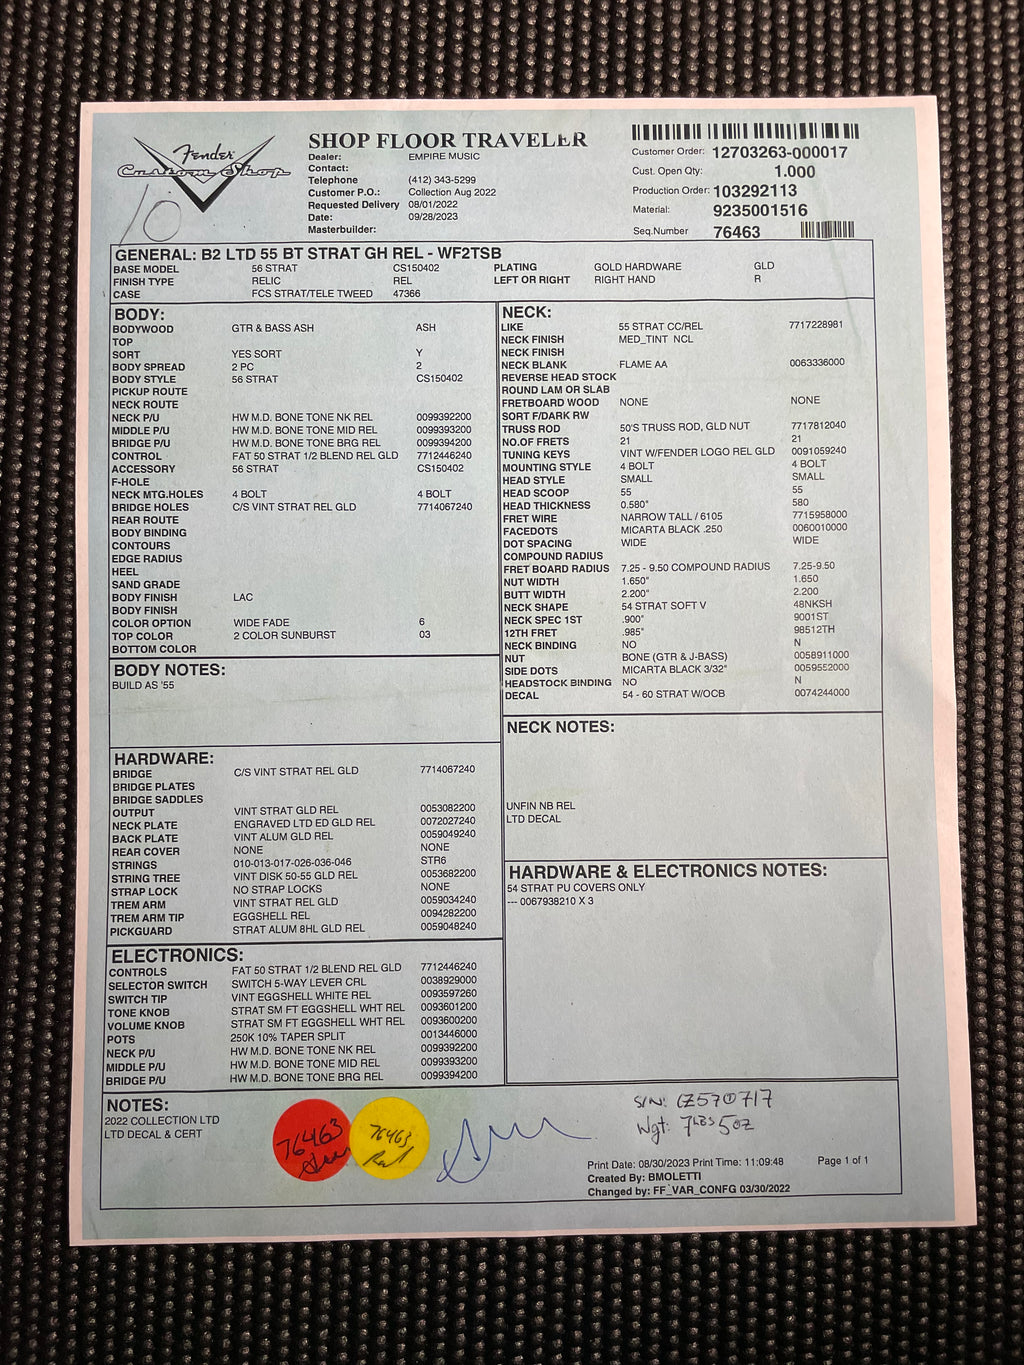 Fender
Custom Shop
10
SHOP FLOOR TRAVELER
Dealer: EMPIRE MUSIC
Contact:
Telephone (412) 343-5299
Customer P.O.: Collection Aug 2022
Requested Delivery 08/01/2022
Date: 09/28/2023
Masterbuilder:
Customer Order: 12703263-000017
Cust. Open Qty: 1.000
Production Order: 103292113
Material: 9235001516
Seq.Number 76463
GENERAL: B2 LTD 55 BT STRAT GH REL - WF2TSB
BASE MODEL 56 STRAT CS150402 PLATING GOLD HARDWARE GLD
FINISH TYPE RELIC REL LEFT OR RIGHT RIGHT HAND R
CASE FCS STRAT/TELE TWEED 47366
BODY:
BODYWOOD GTR & BASS ASH ASH
TOP
SORT YES SORT Y
BODY SPREAD 2 PC 2
BODY STYLE 56 STRAT CS150402
PICKUP ROUTE
NECK ROUTE
NECK P/U HW M.D. BONE TONE NK REL 0099392200
MIDDLE P/U HW M.D. BONE TONE MID REL 0099393200
BRIDGE P/U HW M.D. BONE TONE BRG REL 0099394200
CONTROL FAT 50 STRAT 1/2 BLEND REL GLD 7712446240
ACCESSORY 56 STRAT CS150402
F-HOLE
NECK MTG.HOLES 4 BOLT 4 BOLT
BRIDGE HOLES C/S VINT STRAT REL GLD 7714067240
REAR ROUTE
BODY BINDING
CONTOURS
EDGE RADIUS
HEEL
SAND GRADE
BODY FINISH LAC
BODY FINISH
COLOR OPTION WIDE FADE 6
TOP COLOR 2 COLOR SUNBURST 03
BOTTOM COLOR
BODY NOTES:
BUILD AS '55
HARDWARE:
BRIDGE C/S VINT STRAT REL GLD 7714067240
BRIDGE PLATES
BRIDGE SADDLES
OUTPUT VINT STRAT GLD REL 0053082200
NECK PLATE ENGRAVED LTD ED GLD REL 0072027240
BACK PLATE VINT ALUM GLD REL 0059049240
REAR COVER NONE NONE
STRINGS 010-013-017-026-036-046 STR6
STRING TREE VINT DISK 50-55 GLD REL 0053682200
STRAP LOCK NO STRAP LOCKS NONE
TREM ARM VINT STRAT REL GLD 0059034240
TREM ARM TIP EGGSHELL REL 0094282200
PICKGUARD STRAT ALUM 8HL GLD REL 0059048240
ELECTRONICS:
CONTROLS FAT 50 STRAT 1/2 BLEND REL GLD 7712446240
SELECTOR SWITCH SWITCH 5-WAY LEVER CRL 0038929000
SWITCH TIP VINT EGGSHELL WHITE REL 0093597260
TONE KNOB STRAT SM FT EGGSHELL WHT REL 0093601200
VOLUME KNOB STRAT SM FT EGGSHELL WHT REL 0093600200
POTS 250K 10% TAPER SPLIT 0013446000
NECK P/U HW M.D. BONE TONE NK REL 0099392200
MIDDLE P/U HW M.D. BONE TONE MID REL 0099393200
BRIDGE P/U HW M.D. BONE TONE BRG REL 0099394200
NECK:
LIKE 55 STRAT CC/REL 7717228981
NECK FINISH MED_TINT NCL
NECK FINISH
NECK BLANK FLAME AA 0063336000
REVERSE HEAD STOCK
ROUND LAM OR SLAB
FRETBOARD WOOD NONE NONE
SORT F/DARK RW
TRUSS ROD 50'S TRUSS ROD, GLD NUT 7717812040
NO.OF FRETS 21 21
TUNING KEYS VINT W/FENDER LOGO REL GLD 0091059240
MOUNTING STYLE 4 BOLT 4 BOLT
HEAD STYLE SMALL SMALL
HEAD SCOOP 55 55
HEAD THICKNESS 0.580" 580
FRET WIRE NARROW TALL / 6105 7715958000
FACEDOTS MICARTA BLACK .250 0060010000
DOT SPACING WIDE WIDE
COMPOUND RADIUS
FRET BOARD RADIUS 7.25 - 9.50 COMPOUND RADIUS 7.25-9.50
NUT WIDTH 1.650" 1.650
BUTT WIDTH 2.200" 2.200
NECK SHAPE 54 STRAT SOFT V 48NKSH
NECK SPEC 1ST .900" 9001ST
12TH FRET .985" 98512TH
NECK BINDING NO N
NUT BONE (GTR & J-BASS) 0058911000
SIDE DOTS MICARTA BLACK 3/32" 0059552000
HEADSTOCK BINDING NO N
DECAL 54 - 60 STRAT W/OCB 0074244000
NECK NOTES:
UNFIN NB REL
LTD DECAL
HARDWARE & ELECTRONICS NOTES:
54 STRAT PU COVERS ONLY
--- 0067938210 X 3
NOTES:
2022 COLLECTION LTD
LTD DECAL & CERT
76463
76463
S/N: CZ570717
Wgt: 7LBS 5oz
Print Date: 08/30/2023 Print Time: 11:09:48 Page 1 of 1
Created By: BMOLETTI
Changed by: FF_VAR_CONFG 03/30/2022